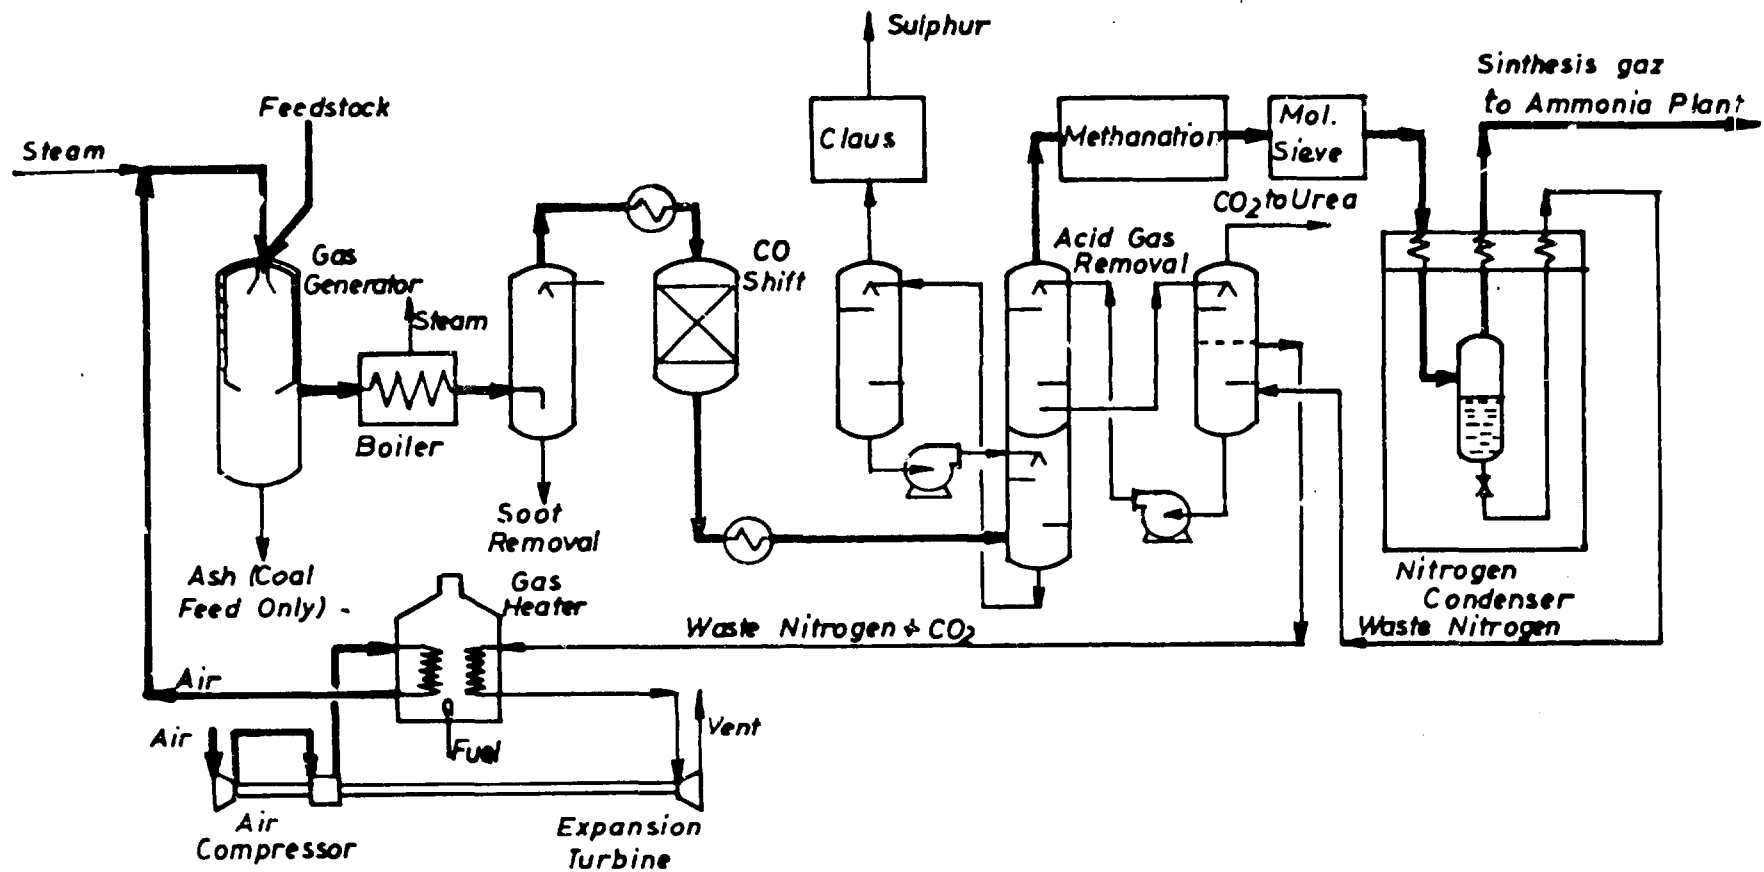 Sulphur
Sinthesis gaz
to Ammonia Plant
Feedstock
Steam
Claus
Methanation
Mol.
Sieve
CO2 to Urea
Gas
Generator
CO
Shift
Acid Gas
Removal
Steam
Boiler
Soot
Removal
Ash (Coal
Feed Only)
Gas
Heater
Nitrogen
Condenser
Waste Nitrogen + CO2
Waste Nitrogen
Air
Air
Vent
Fuel
Air
Compressor
Expansion
Turbine